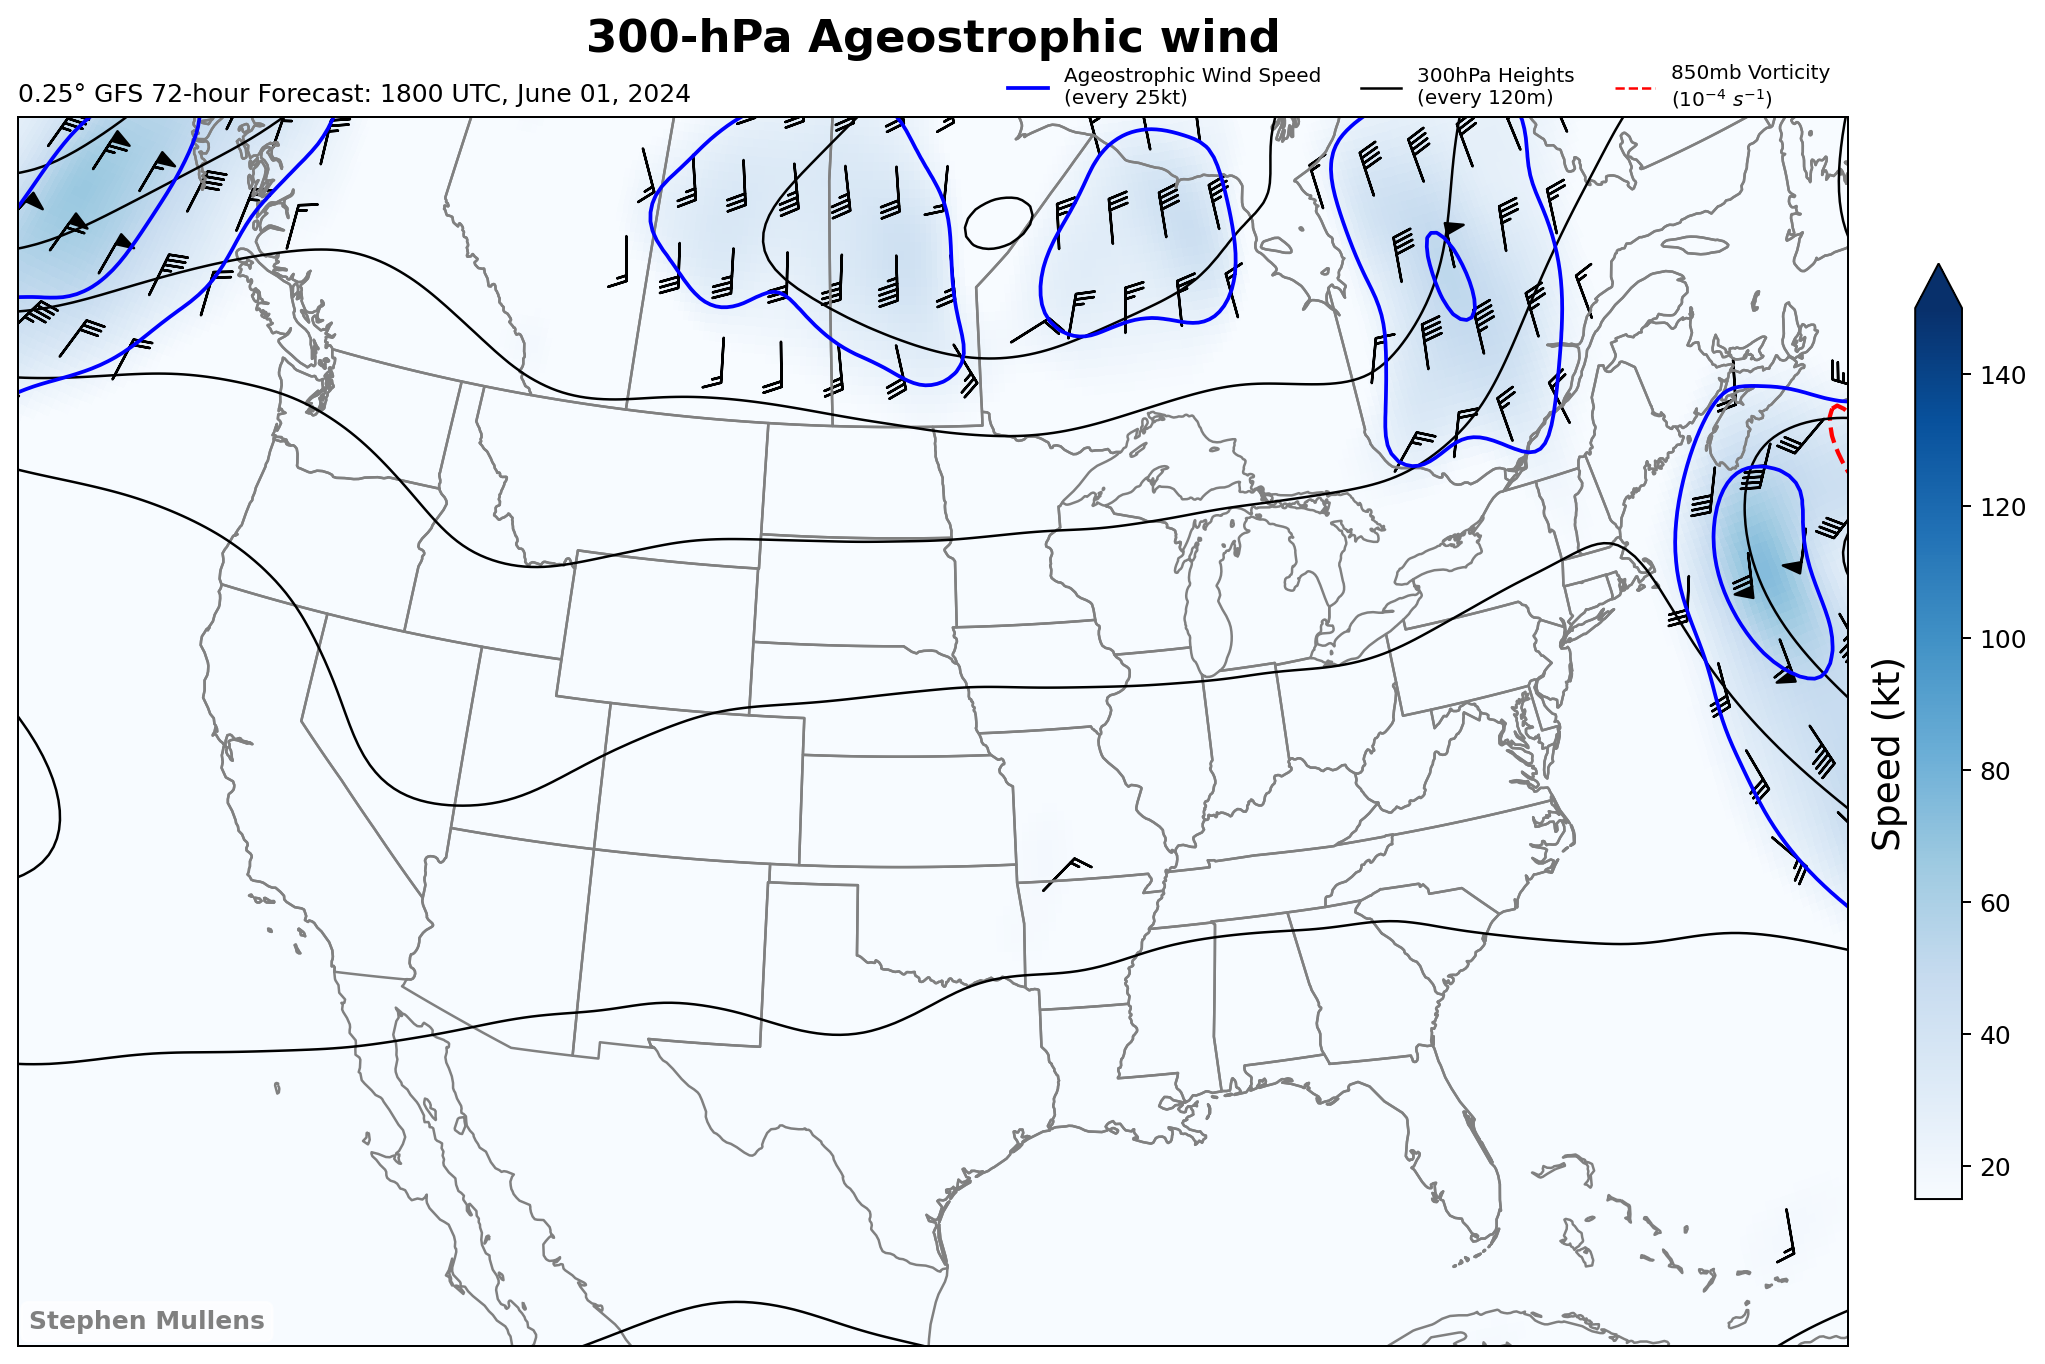 300-hPa Ageostrophic wind
0.25° GFS 72-hour Forecast: 1800 UTC, June 01, 2024
Ageostrophic Wind Speed
(every 25kt)
300hPa Heights
(every 120m)
850mb Vorticity
(10⁻⁴ s⁻¹)
140
120
100
80
60
40
20
Speed (kt)
Stephen Mullens